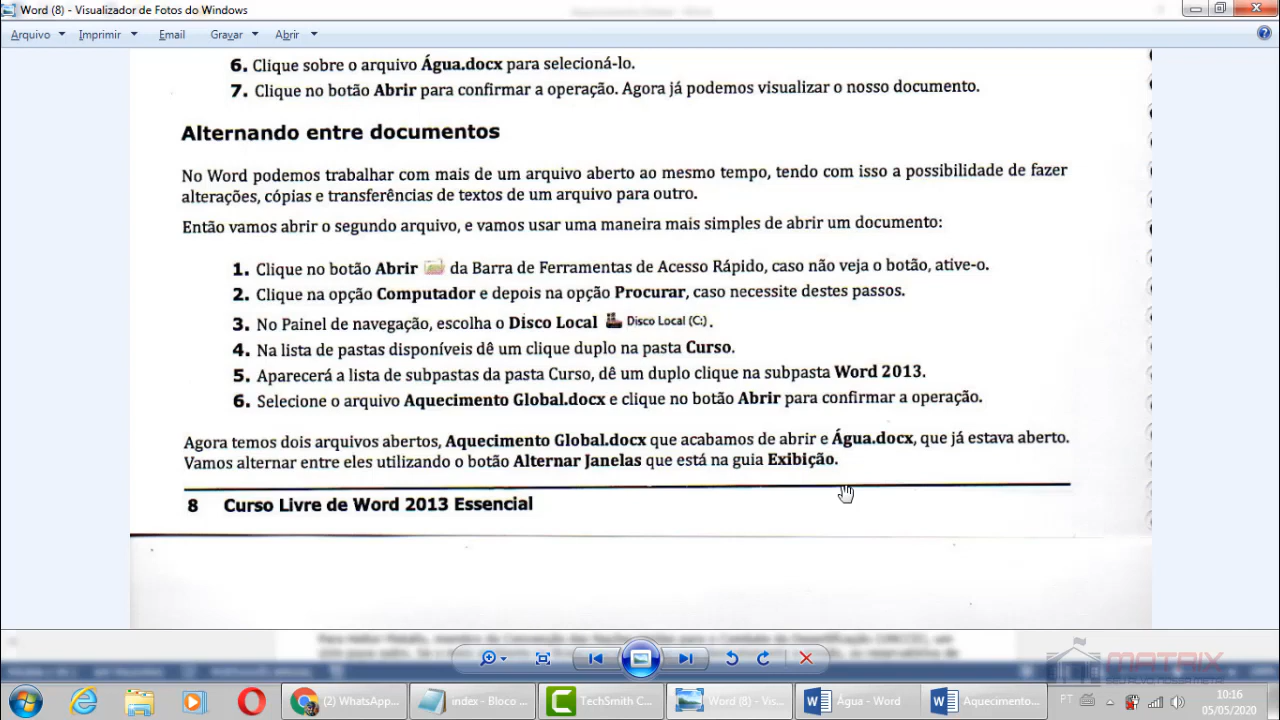 Word (8) - Visualizador de Fotos do Windows
Arquivo Imprimir Email Gravar Abrir
6. Clique sobre o arquivo Água.docx para selecioná-lo.
7. Clique no botão Abrir para confirmar a operação. Agora já podemos visualizar o nosso documento.
Alternando entre documentos
No Word podemos trabalhar com mais de um arquivo aberto ao mesmo tempo, tendo com isso a possibilidade de fazer
alterações, cópias e transferências de textos de um arquivo para outro.
Então vamos abrir o segundo arquivo, e vamos usar uma maneira mais simples de abrir um documento:
1. Clique no botão Abrir da Barra de Ferramentas de Acesso Rápido, caso não veja o botão, ative-o.
2. Clique na opção Computador e depois na opção Procurar, caso necessite destes passos.
3. No Painel de navegação, escolha o Disco Local Disco Local (C:).
4. Na lista de pastas disponíveis dê um clique duplo na pasta Curso.
5. Aparecerá a lista de subpastas da pasta Curso, dê um duplo clique na subpasta Word 2013.
6. Selecione o arquivo Aquecimento Global.docx e clique no botão Abrir para confirmar a operação.
Agora temos dois arquivos abertos, Aquecimento Global.docx que acabamos de abrir e Água.docx, que já estava aberto.
Vamos alternar entre eles utilizando o botão Alternar Janelas que está na guia Exibição.
8 Curso Livre de Word 2013 Essencial
MATRIX
(2) WhatsApp... index - Bloco ... TechSmith C... Word (8) - Vis... Água - Word Aquecimento... PT 10:16
05/05/2020